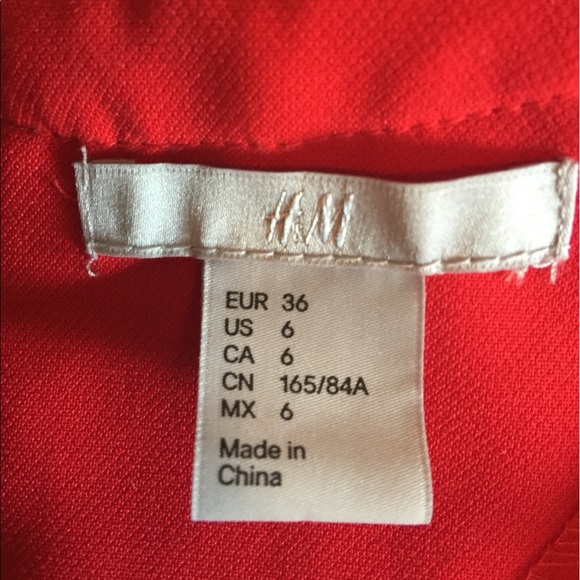 H&M
EUR 36
US 6
CA 6
CN 165/84A
MX 6
Made in
China